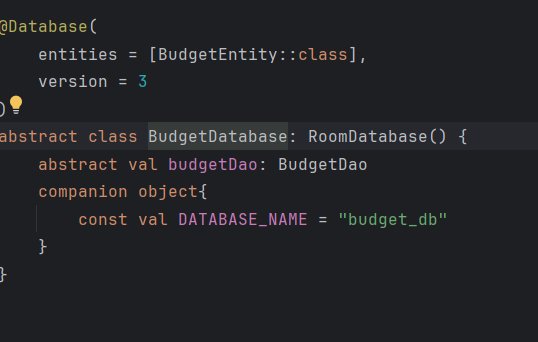 @Database(
    entities = [BudgetEntity::class],
    version = 3
)
abstract class BudgetDatabase: RoomDatabase() {
    abstract val budgetDao: BudgetDao
    companion object{
        const val DATABASE_NAME = "budget_db"
    }
}